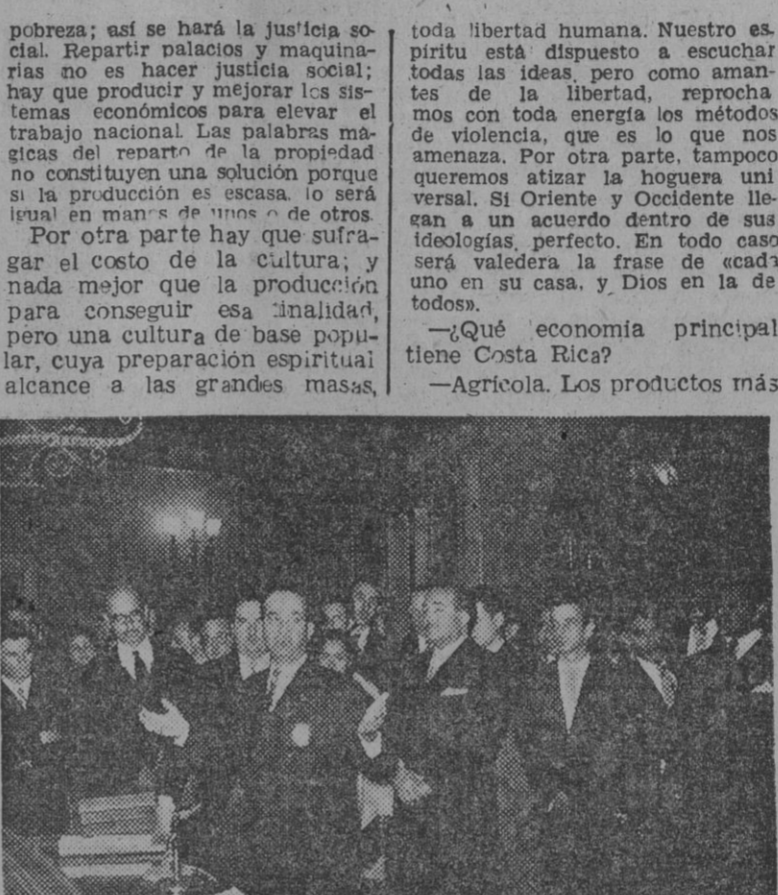 pobreza; así se hará la justicia so-
cial. Repartir palacios y maquina-
rias no es hacer justicia social;
hay que producir y mejorar los sis-
temas económicos para elevar el
trabajo nacional. Las palabras má-
gicas del reparto de la propiedad
no constituyen una solución porque
si la producción es escasa, lo será
igual en manos de unos o de otros.
Por otra parte hay que sufra-
gar el costo de la cultura; y
nada mejor que la producción
para conseguir esa finalidad,
pero una cultura de base popu-
lar, cuya preparación espiritual
alcance a las grandes masas,
toda libertad humana. Nuestro es-
píritu está dispuesto a escuchar
todas las ideas, pero como aman-
tes de la libertad, reprocha
mos con toda energía los métodos
de violencia, que es lo que nos
amenaza. Por otra parte, tampoco
queremos atizar la hoguera uni
versal. Si Oriente y Occidente lle-
gan a un acuerdo dentro de sus
ideologías, perfecto. En todo caso
será valedera la frase de «cada
uno en su casa, y Dios en la de
todos».
—¿Qué economía principal
tiene Costa Rica?
—Agrícola. Los productos más